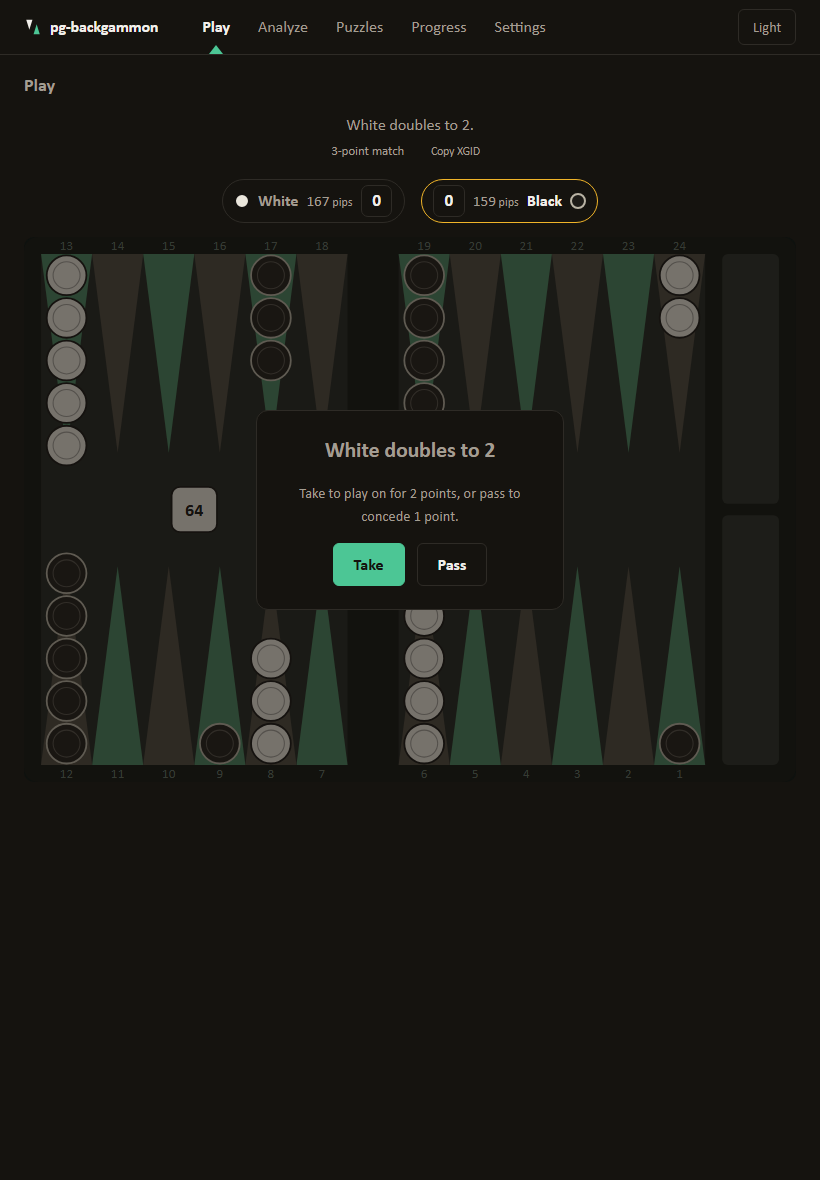 pg-backgammon Play Analyze Puzzles Progress Settings Light
Play
White doubles to 2.
3-point match Copy XGID
White 167 pips 0 0 159 pips Black
13 14 15 16 17 18 19 20 21 22 23 24
White doubles to 2
Take to play on for 2 points, or pass to
concede 1 point.
64
Take Pass
12 11 10 9 8 7 6 5 4 3 2 1